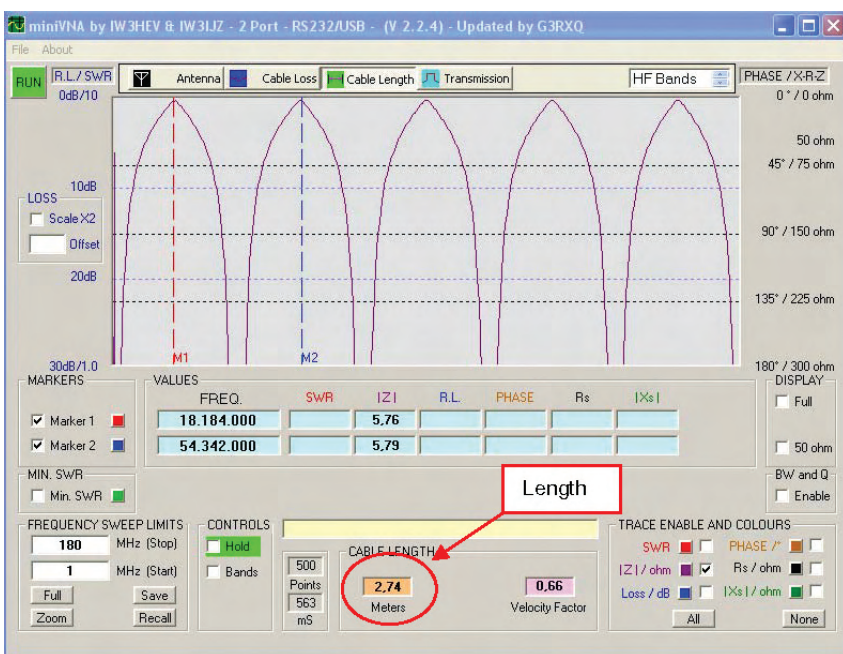 miniVNA by IW3HEV & IW3IJZ - 2 Port - RS232/USB - (V 2.2.4) - Updated by G3RXQ
File About
RUN R.L./SWR Antenna Cable Loss Cable Length Transmission HF Bands PHASE /X-R-Z
0dB/10 0 ° / 0 ohm
50 ohm
45° / 75 ohm
10dB
LOSS
Scale X2
Offset 90° / 150 ohm
20dB
135° / 225 ohm
M1 M2
30dB/1.0 180° / 300 ohm
MARKERS VALUES DISPLAY
FREQ. SWR |Z| R.L. PHASE Rs |Xs| Full
Marker 1 18.184.000 5,76
Marker 2 54.342.000 5,79 50 ohm
MIN. SWR BW and Q
Min. SWR Length Enable
FREQUENCY SWEEP LIMITS CONTROLS TRACE ENABLE AND COLOURS
180 MHz (Stop) Hold CABLE LENGTH SWR PHASE /°
1 MHz (Start) Bands 500 Points 2,74 0,66 |Z| / ohm Rs / ohm
Full Save 563 mS Meters Velocity Factor Loss / dB |Xs| / ohm
Zoom Recall All None